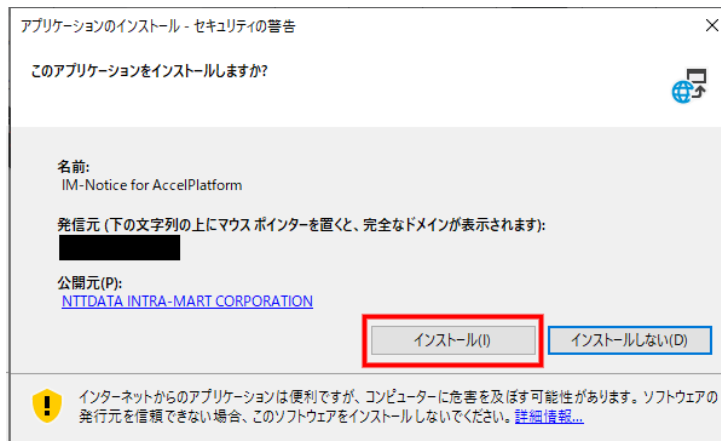 アプリケーションのインストール - セキュリティの警告
このアプリケーションをインストールしますか?
名前:
IM-Notice for AccelPlatform
発信元 (下の文字列の上にマウス ポインターを置くと、完全なドメインが表示されます):
公開元(P):
NTTDATA INTRA-MART CORPORATION
インストール(I) インストールしない(D)
インターネットからのアプリケーションは便利ですが、コンピューターに危害を及ぼす可能性があります。ソフトウェアの
発行元を信頼できない場合、このソフトウェアをインストールしないでください。詳細情報...